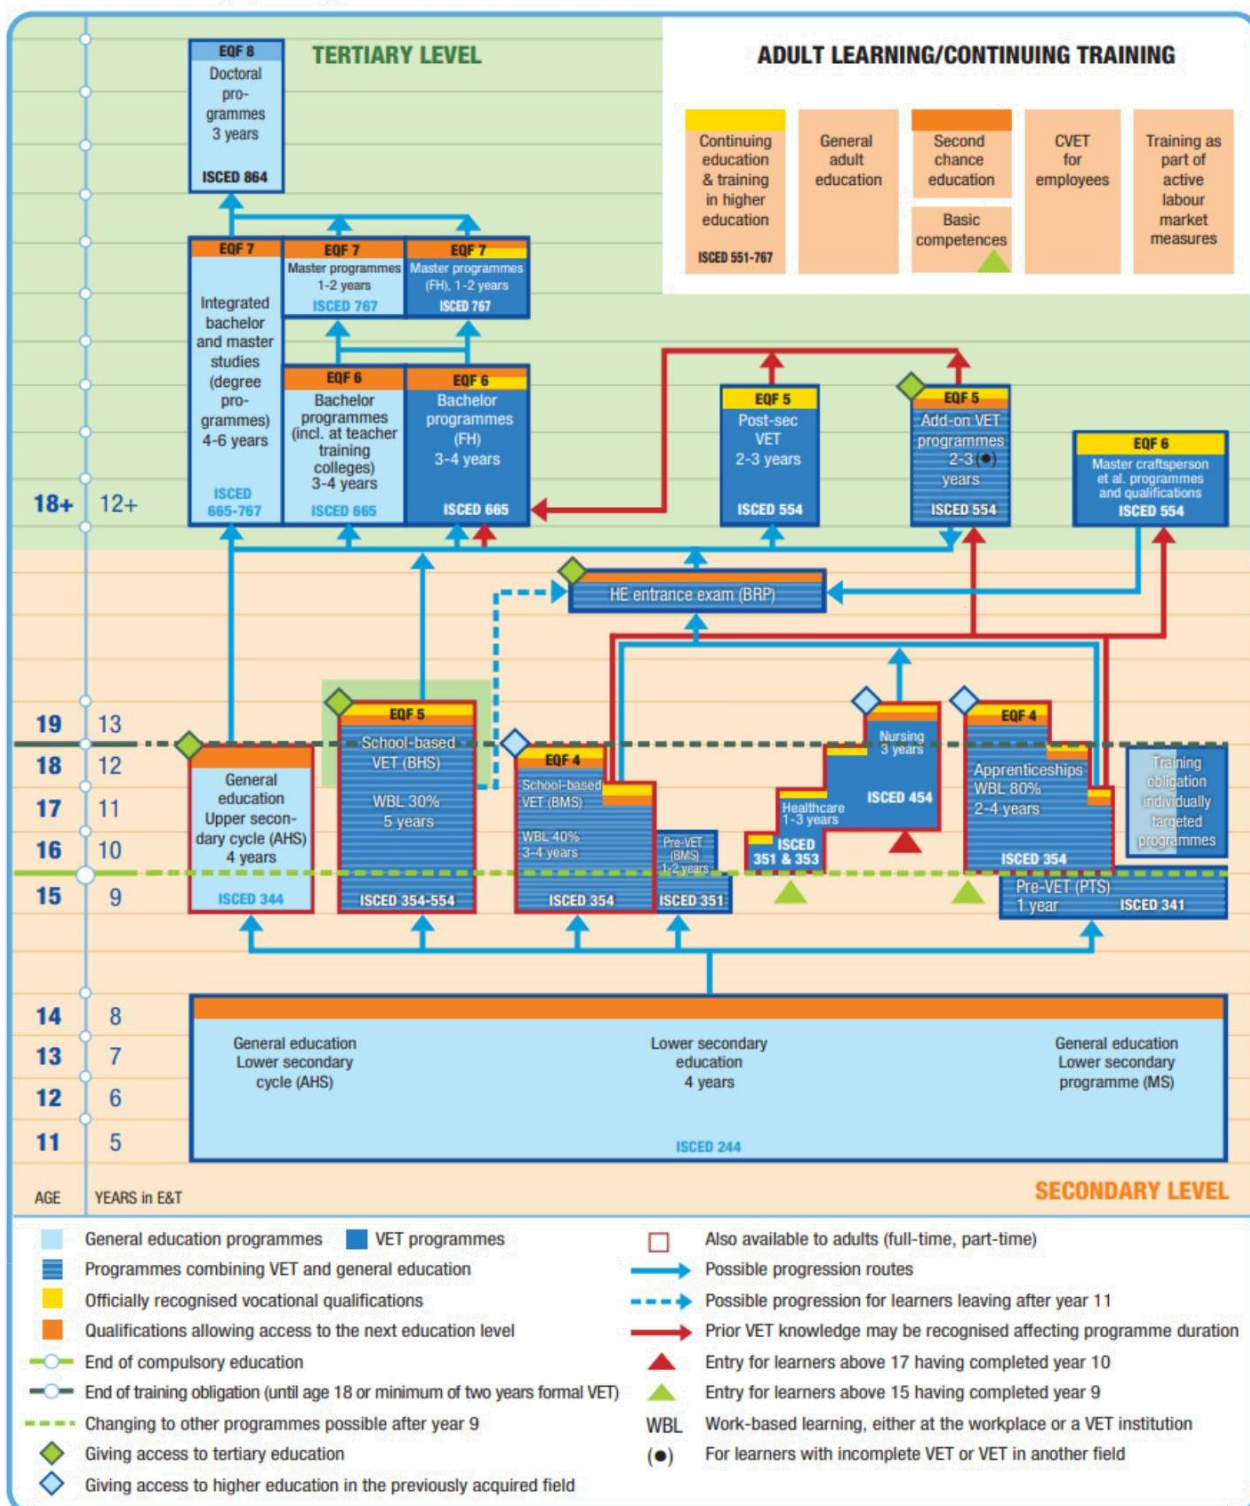 TERTIARY LEVEL
ADULT LEARNING/CONTINUING TRAINING
Continuing
education
& training
in higher
education
ISCED 551-767
General
adult
education
Second
chance
education
Basic
competences
CVET
for
employees
Training as
part of
active
labour
market
measures
EQF 8
Doctoral
pro-
grammes
3 years
ISCED 864
EQF 7
Integrated
bachelor
and master
studies
(degree
pro-
grammes)
4-6 years
ISCED
665-767
EQF 7
Master programmes
1-2 years
ISCED 767
EQF 7
Master programmes
(FH), 1-2 years
ISCED 767
EQF 6
Bachelor
programmes
(incl. at teacher
training
colleges)
3-4 years
ISCED 665
EQF 6
Bachelor
programmes
(FH)
3-4 years
ISCED 665
EQF 5
Post-sec
VET
2-3 years
ISCED 554
EQF 5
Add-on VET
programmes
2-3 (●)
years
ISCED 554
EQF 6
Master craftsperson
et al. programmes
and qualifications
ISCED 554
18+ 12+
HE entrance exam (BRP)
19 13
18 12
17 11
16 10
15 9
General
education
Upper secon-
dary cycle (AHS)
4 years
ISCED 344
EQF 5
School-based
VET (BHS)
WBL 30%
5 years
ISCED 354-554
EQF 4
School-based
VET (BMS)
WBL 40%
3-4 years
ISCED 354
Pre-VET
(BMS)
1-2 years
ISCED 351
Healthcare
1-3 years
ISCED
351 & 353
Nursing
3 years
ISCED 454
EQF 4
Apprenticeships
WBL 80%
2-4 years
ISCED 354
Pre-VET (PTS)
1 year
ISCED 341
Training
obligation
individually
targeted
programmes
14 8
13 7
12 6
11 5
General education
Lower secondary
cycle (AHS)
Lower secondary
education
4 years
General education
Lower secondary
programme (MS)
ISCED 244
AGE YEARS in E&T
SECONDARY LEVEL
General education programmes
VET programmes
Programmes combining VET and general education
Officially recognised vocational qualifications
Qualifications allowing access to the next education level
End of compulsory education
End of training obligation (until age 18 or minimum of two years formal VET)
Changing to other programmes possible after year 9
Giving access to tertiary education
Giving access to higher education in the previously acquired field
Also available to adults (full-time, part-time)
Possible progression routes
Possible progression for learners leaving after year 11
Prior VET knowledge may be recognised affecting programme duration
Entry for learners above 17 having completed year 10
Entry for learners above 15 having completed year 9
WBL Work-based learning, either at the workplace or a VET institution
(●) For learners with incomplete VET or VET in another field